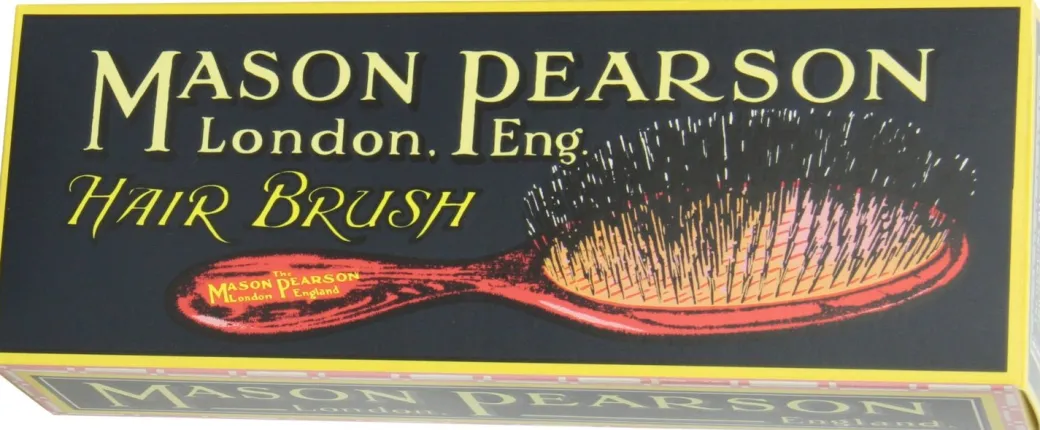 MASON PEARSON
London, Eng.
HAIR BRUSH
The
MASON PEARSON
London England
MASON PEARSON
London, England.